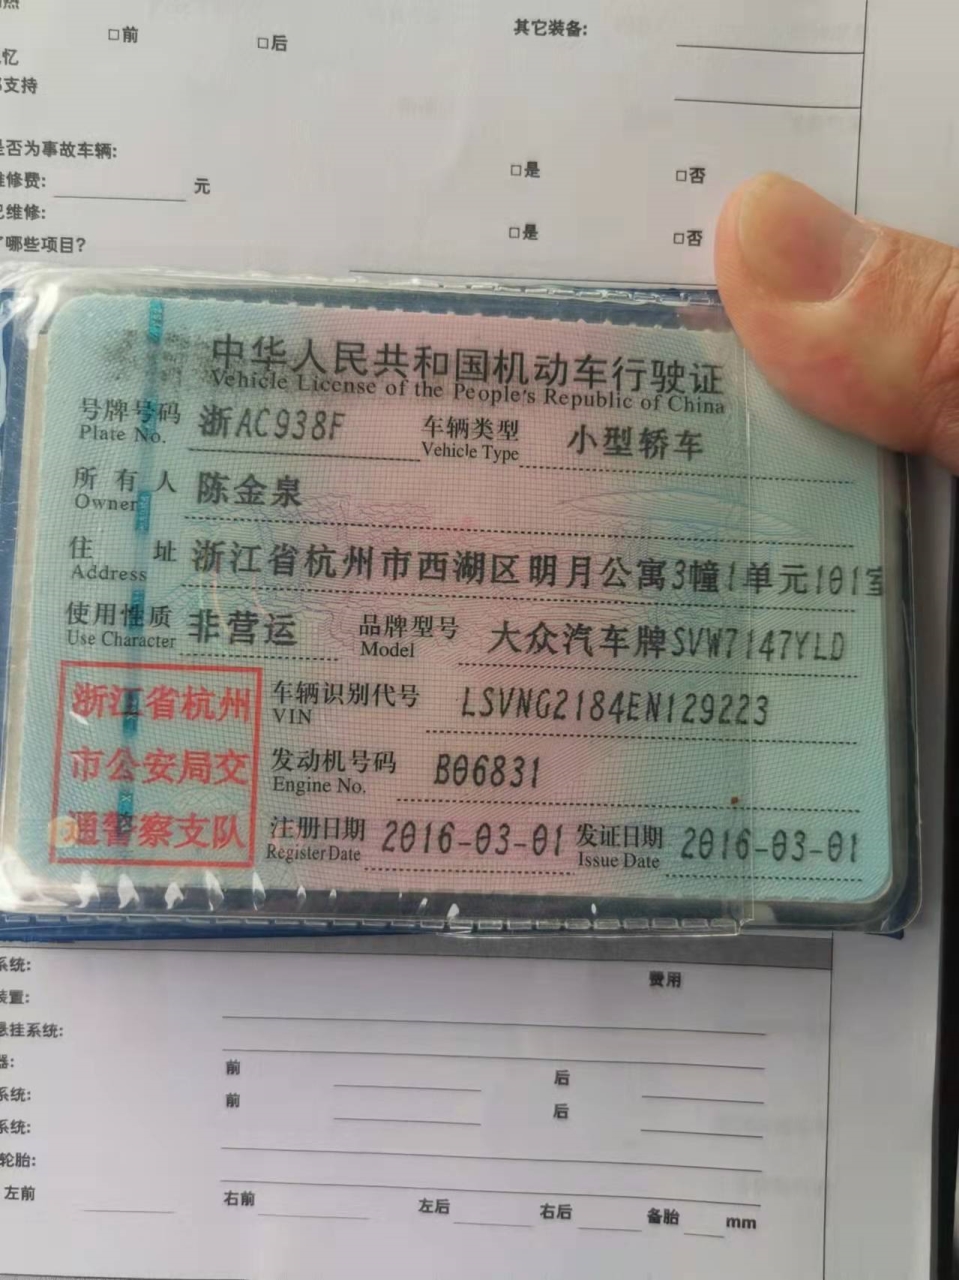 □前 □后 其它装备:
忆
支持
是否为事故车辆: □是 □否
维修费: 元
维修: □是 □否
哪些项目?
中华人民共和国机动车行驶证
Vehicle License of the People's Republic of China
号牌号码 浙AC938F 车辆类型 小型轿车
Plate No. Vehicle Type
所有人 陈金泉
Owner
住址 浙江省杭州市西湖区明月公寓3幢1单元101室
Address
使用性质 非营运 品牌型号 大众汽车牌SVW7147YLD
Use Character Model
浙江省杭州
市公安局交
通警察支队
车辆识别代号 LSVNG2184EN129223
VIN
发动机号码 B06831
Engine No.
注册日期 2016-03-01 发证日期 2016-03-01
Register Date Issue Date
系统: 费用
装置:
悬挂系统:
器: 前 后
系统: 前 后
系统:
轮胎:
左前 右前 左后 右后 备胎 mm